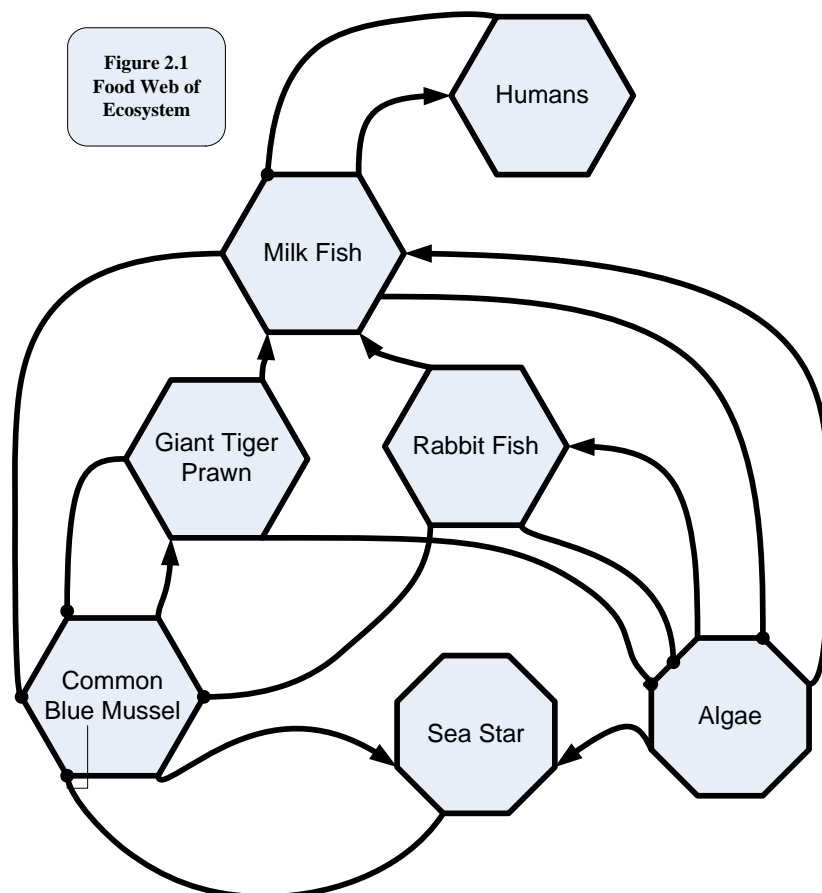 Figure 2.1
Food Web of
Ecosystem
Humans
Milk Fish
Giant Tiger
Prawn
Rabbit Fish
Common
Blue Mussel
Sea Star
Algae